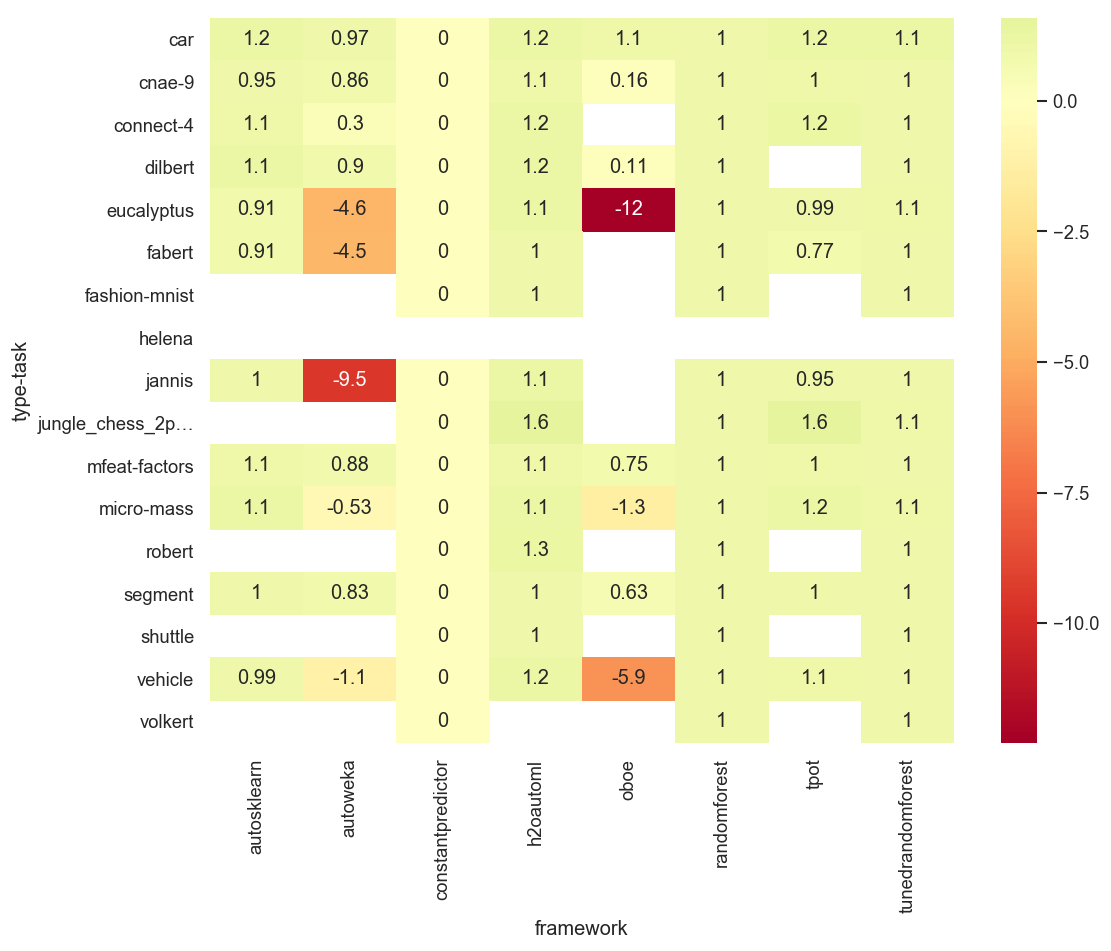 car 1.2 0.97 0 1.2 1.1 1 1.2 1.1
cnae-9 0.95 0.86 0 1.1 0.16 1 1 1
connect-4 1.1 0.3 0 1.2 1 1.2 1
dilbert 1.1 0.9 0 1.2 0.11 1 1
eucalyptus 0.91 -4.6 0 1.1 -12 1 0.99 1.1
fabert 0.91 -4.5 0 1 1 0.77 1
fashion-mnist 0 1 1 1
helena
jannis 1 -9.5 0 1.1 1 0.95 1
jungle_chess_2p… 0 1.6 1 1.6 1.1
mfeat-factors 1.1 0.88 0 1.1 0.75 1 1 1
micro-mass 1.1 -0.53 0 1.1 -1.3 1 1.2 1.1
robert 0 1.3 1 1
segment 1 0.83 0 1 0.63 1 1 1
shuttle 0 1 1 1
vehicle 0.99 -1.1 0 1.2 -5.9 1 1.1 1
volkert 0 1 1
type-task
autosklearn
autoweka
constantpredictor
h2oautoml
oboe
randomforest
tpot
tunedrandomforest
framework
0.0
−2.5
−5.0
−7.5
−10.0